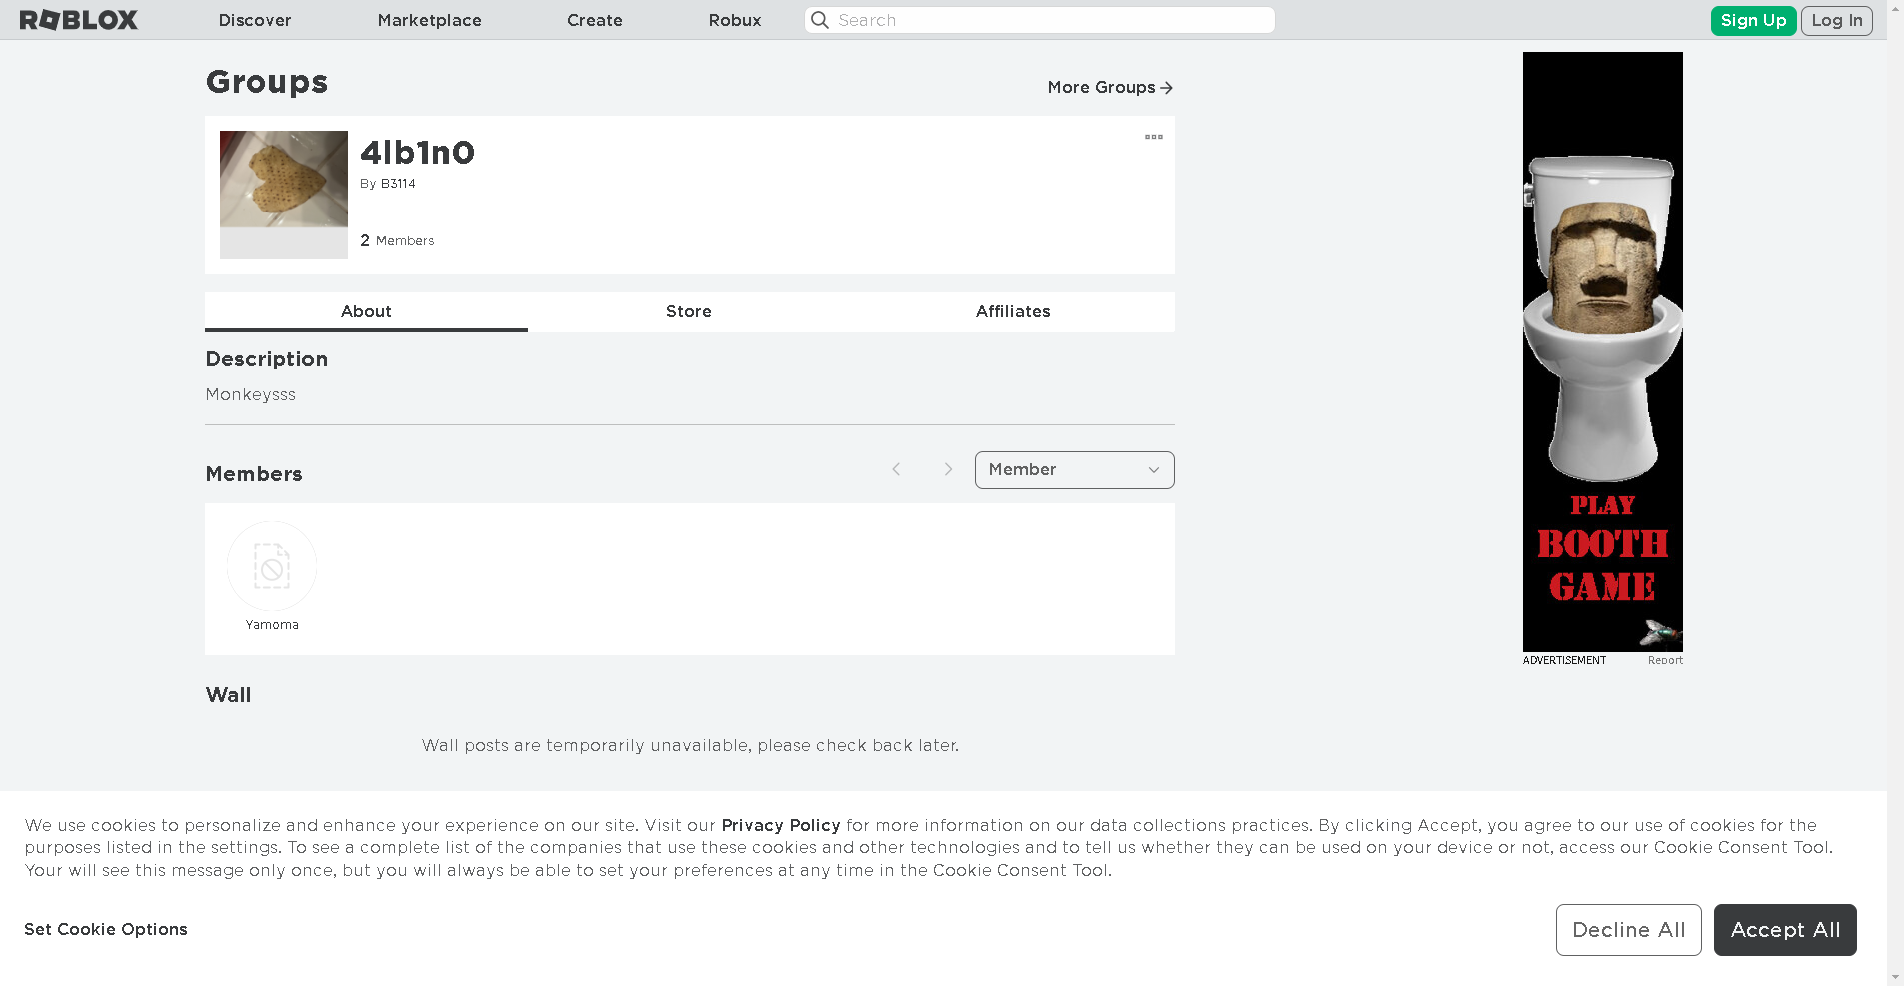 ROBLOX
Discover
Marketplace
Create
Robux
Search
Sign Up
Log In
Groups
More Groups
4lb1n0
By B3114
2 Members
About
Store
Affiliates
Description
Monkeysss
Members
Member
Yamoma
Wall
Wall posts are temporarily unavailable, please check back later.
PLAY
BOOTH
GAME
ADVERTISEMENT
Report
We use cookies to personalize and enhance your experience on our site. Visit our Privacy Policy for more information on our data collections practices. By clicking Accept, you agree to our use of cookies for the
purposes listed in the settings. To see a complete list of the companies that use these cookies and other technologies and to tell us whether they can be used on your device or not, access our Cookie Consent Tool.
Your will see this message only once, but you will always be able to set your preferences at any time in the Cookie Consent Tool.
Set Cookie Options
Decline All
Accept All